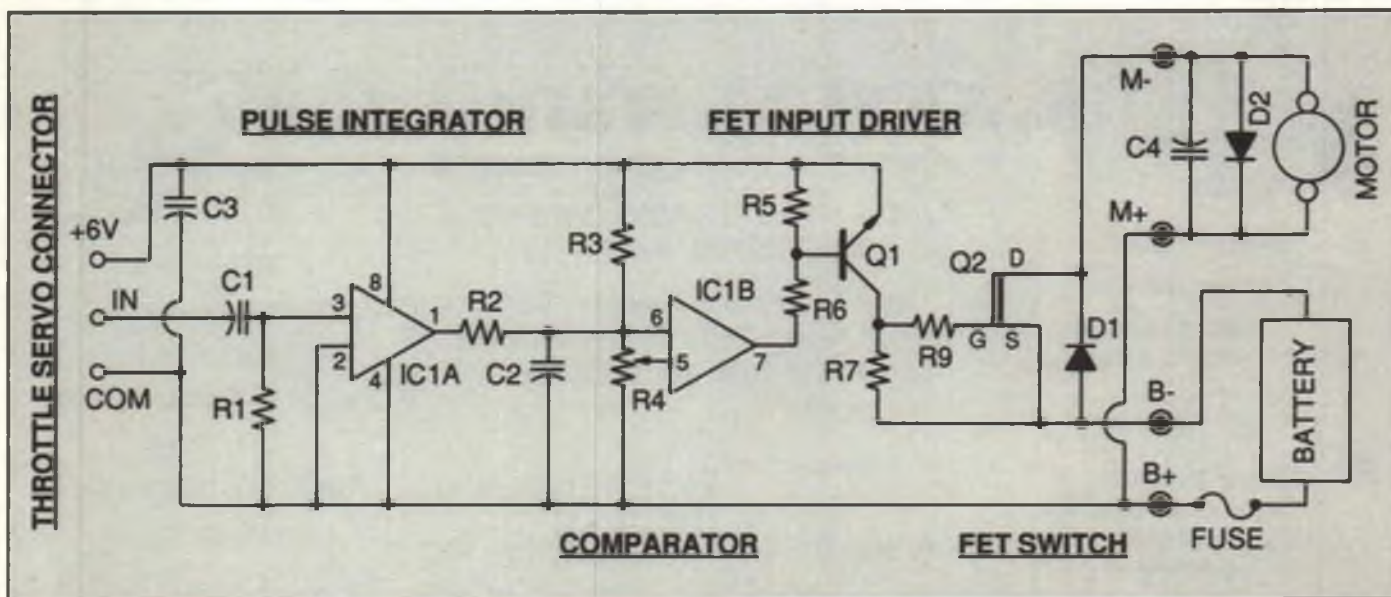 THROTTLE SERVO CONNECTOR
PULSE INTEGRATOR
FET INPUT DRIVER
M-
D2
C4
MOTOR
M+
C3
+6V
R3
R5
Q1
IN
C1
3
8
1
R2
IC1B
6
5
7
R6
Q2
D
G
S
D1
R9
2
4
IC1A
C2
R4
R7
COM
R1
B-
BATTERY
B+
COMPARATOR
FET SWITCH
FUSE